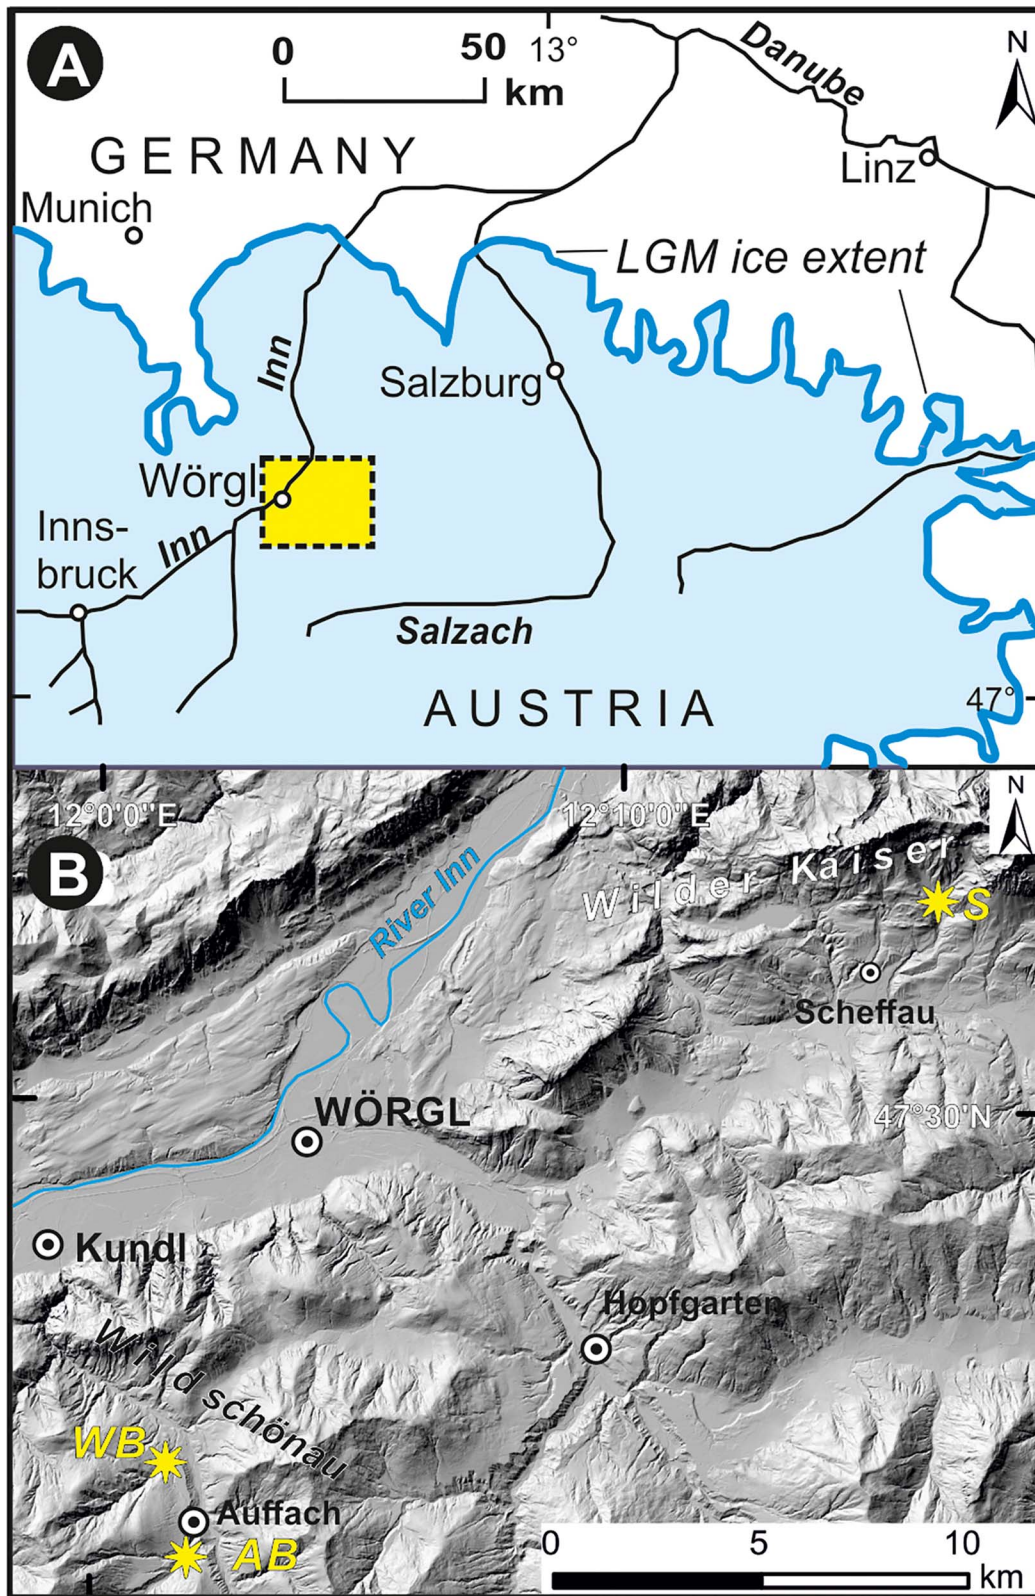 A
0
50
km
13°
N
Danube
GERMANY
Linz
Munich
LGM ice extent
Inn
Salzburg
Wörgl
Inns-
bruck
Inn
Salzach
AUSTRIA
47°
12°0'0"E
12°10'0"E
N
B
River Inn
Wilder Kaiser
S
Scheffau
WÖRGL
47°30'N
Kundl
Hopfgarten
Wildschönau
WB
Auffach
AB
0
5
10
km